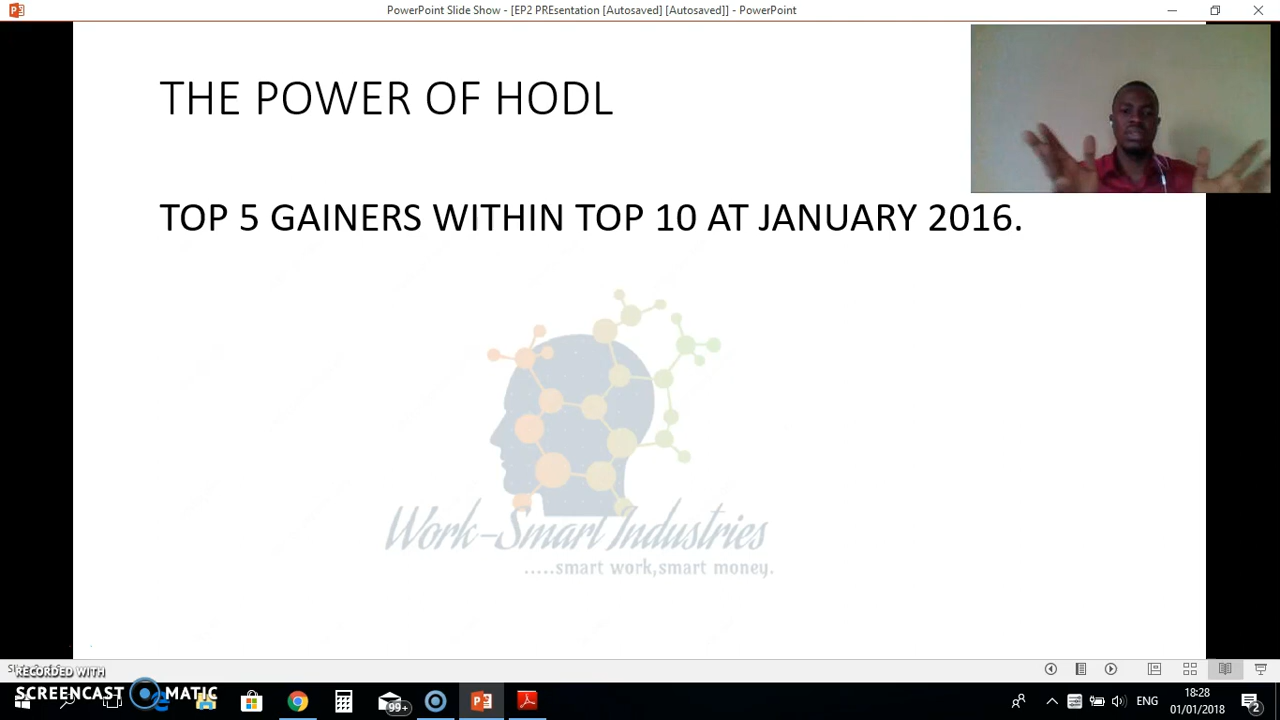 PowerPoint Slide Show - [EP2 PREsentation [Autosaved] [Autosaved]] - PowerPoint
THE POWER OF HODL
TOP 5 GAINERS WITHIN TOP 10 AT JANUARY 2016.
Work-Smart Industries
.....smart work,smart money.
RECORDED WITH
SCREENCAST MATIC
99+
ENG
18:28
01/01/2018
2